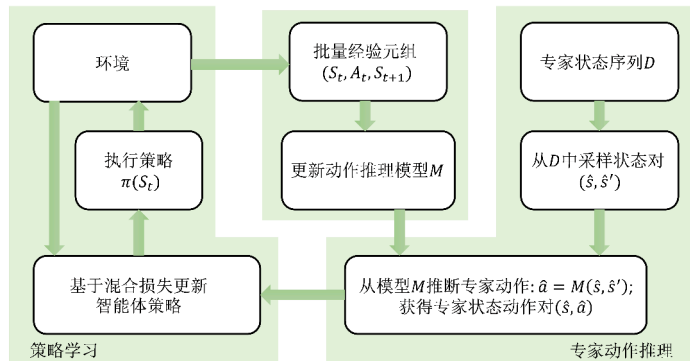 环境
批量经验元组
(S_t, A_t, S_{t+1})
专家状态序列D
执行策略
π(S_t)
更新动作推理模型M
从D中采样状态对
(ŝ, ŝ′)
基于混合损失更新
智能体策略
从模型M推断专家动作: â = M(ŝ, ŝ′);
获得专家状态动作对(ŝ, â)
策略学习
专家动作推理